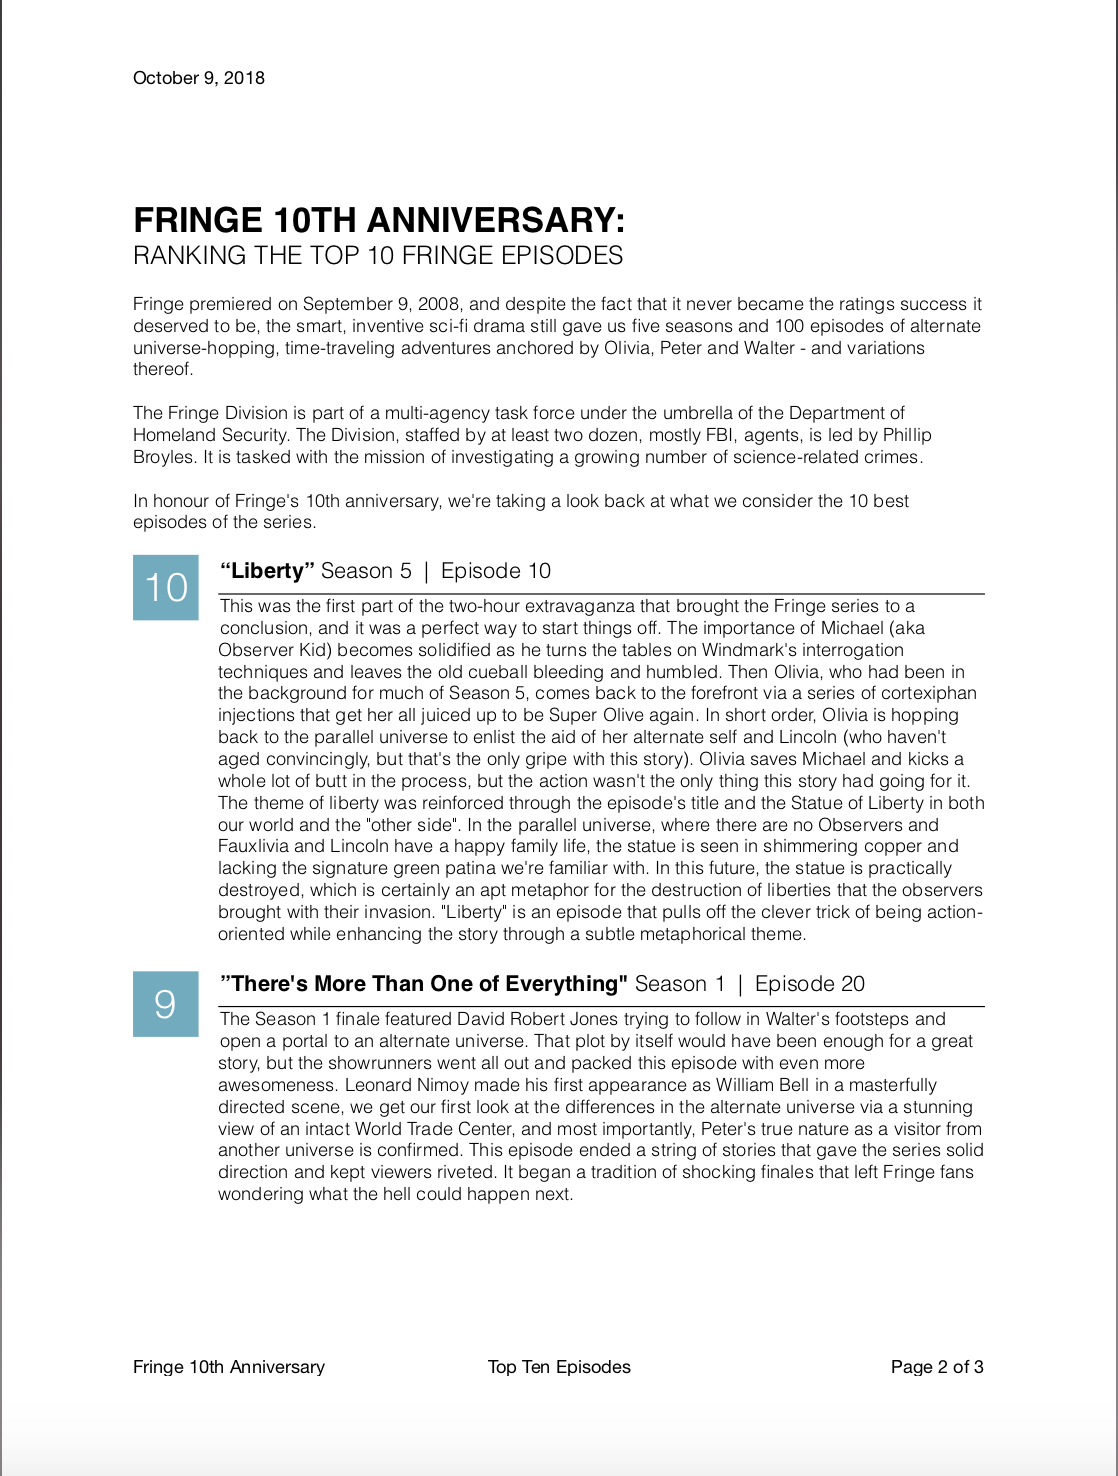 October 9, 2018
FRINGE 10TH ANNIVERSARY:
RANKING THE TOP 10 FRINGE EPISODES
Fringe premiered on September 9, 2008, and despite the fact that it never became the ratings success it
deserved to be, the smart, inventive sci-fi drama still gave us five seasons and 100 episodes of alternate
universe-hopping, time-traveling adventures anchored by Olivia, Peter and Walter - and variations
thereof.
The Fringe Division is part of a multi-agency task force under the umbrella of the Department of
Homeland Security. The Division, staffed by at least two dozen, mostly FBI, agents, is led by Phillip
Broyles. It is tasked with the mission of investigating a growing number of science-related crimes.
In honour of Fringe's 10th anniversary, we're taking a look back at what we consider the 10 best
episodes of the series.
10
“Liberty” Season 5 | Episode 10
This was the first part of the two-hour extravaganza that brought the Fringe series to a
conclusion, and it was a perfect way to start things off. The importance of Michael (aka
Observer Kid) becomes solidified as he turns the tables on Windmark's interrogation
techniques and leaves the old cueball bleeding and humbled. Then Olivia, who had been in
the background for much of Season 5, comes back to the forefront via a series of cortexiphan
injections that get her all juiced up to be Super Olive again. In short order, Olivia is hopping
back to the parallel universe to enlist the aid of her alternate self and Lincoln (who haven't
aged convincingly, but that's the only gripe with this story). Olivia saves Michael and kicks a
whole lot of butt in the process, but the action wasn't the only thing this story had going for it.
The theme of liberty was reinforced through the episode's title and the Statue of Liberty in both
our world and the "other side". In the parallel universe, where there are no Observers and
Fauxlivia and Lincoln have a happy family life, the statue is seen in shimmering copper and
lacking the signature green patina we're familiar with. In this future, the statue is practically
destroyed, which is certainly an apt metaphor for the destruction of liberties that the observers
brought with their invasion. "Liberty" is an episode that pulls off the clever trick of being action-
oriented while enhancing the story through a subtle metaphorical theme.
9
”There's More Than One of Everything" Season 1 | Episode 20
The Season 1 finale featured David Robert Jones trying to follow in Walter's footsteps and
open a portal to an alternate universe. That plot by itself would have been enough for a great
story, but the showrunners went all out and packed this episode with even more
awesomeness. Leonard Nimoy made his first appearance as William Bell in a masterfully
directed scene, we get our first look at the differences in the alternate universe via a stunning
view of an intact World Trade Center, and most importantly, Peter's true nature as a visitor from
another universe is confirmed. This episode ended a string of stories that gave the series solid
direction and kept viewers riveted. It began a tradition of shocking finales that left Fringe fans
wondering what the hell could happen next.
Fringe 10th Anniversary Top Ten Episodes Page 2 of 3